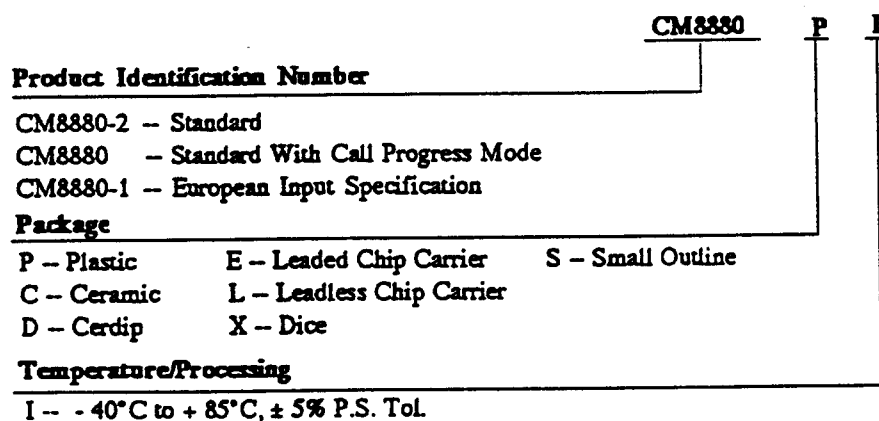 CM8880 P I
Product Identification Number
CM8880-2 -- Standard
CM8880 -- Standard With Call Progress Mode
CM8880-1 -- European Input Specification
Package
P -- Plastic E -- Leaded Chip Carrier S -- Small Outline
C -- Ceramic L -- Leadless Chip Carrier
D -- Cerdip X -- Dice
Temperature/Processing
I -- - 40°C to + 85°C, ± 5% P.S. Tol.